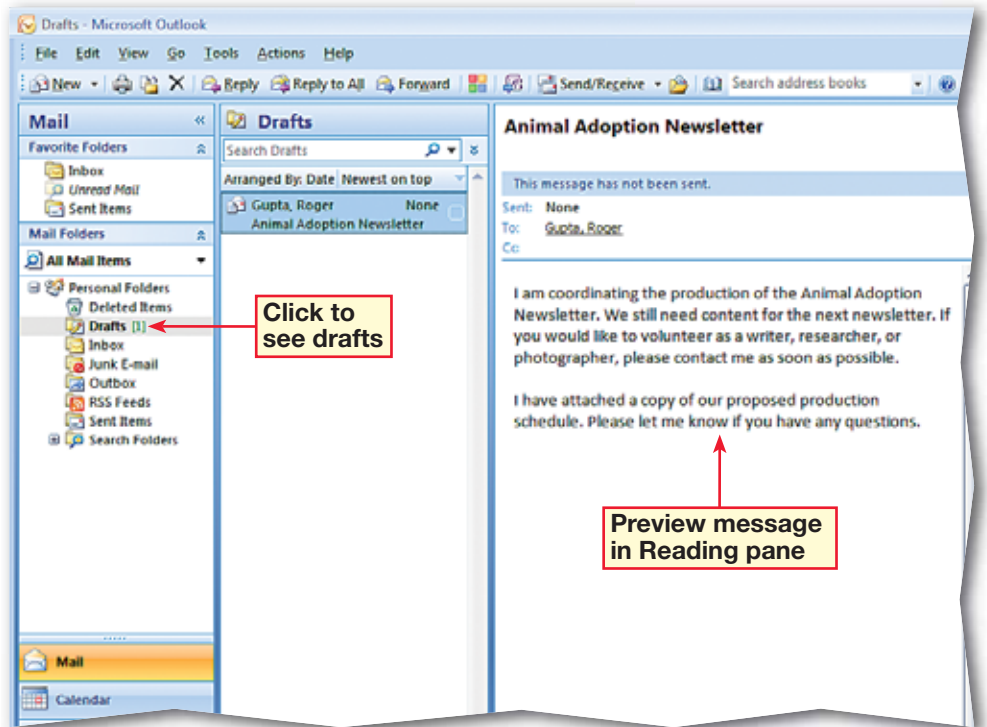 Drafts - Microsoft Outlook
File Edit View Go Tools Actions Help
New Reply Reply to All Forward Send/Receive Search address books
Mail
Favorite Folders
Inbox
Unread Mail
Sent Items
Mail Folders
All Mail Items
Personal Folders
Deleted Items
Drafts [1]
Inbox
Junk E-mail
Outbox
RSS Feeds
Sent Items
Search Folders
Mail
Calendar
Click to
see drafts
Drafts
Search Drafts
Arranged By: Date Newest on top
Gupta, Roger None
Animal Adoption Newsletter
Animal Adoption Newsletter
This message has not been sent.
Sent: None
To: Gupta, Roger
Cc:
I am coordinating the production of the Animal Adoption
Newsletter. We still need content for the next newsletter. If
you would like to volunteer as a writer, researcher, or
photographer, please contact me as soon as possible.
I have attached a copy of our proposed production
schedule. Please let me know if you have any questions.
Preview message
in Reading pane